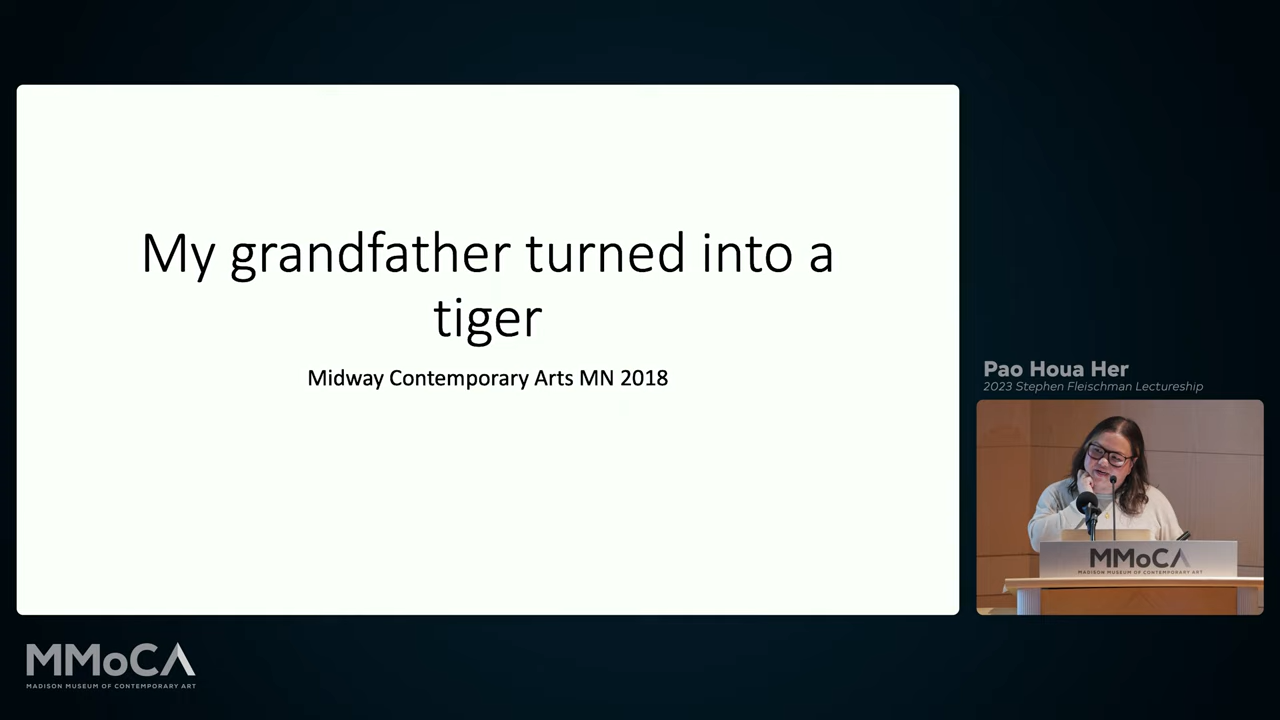 My grandfather turned into a
tiger
Midway Contemporary Arts MN 2018
Pao Houa Her
2023 Stephen Fleischman Lectureship
MMoCA
MADISON MUSEUM OF CONTEMPORARY ART
MMoCA
MADISON MUSEUM OF CONTEMPORARY ART